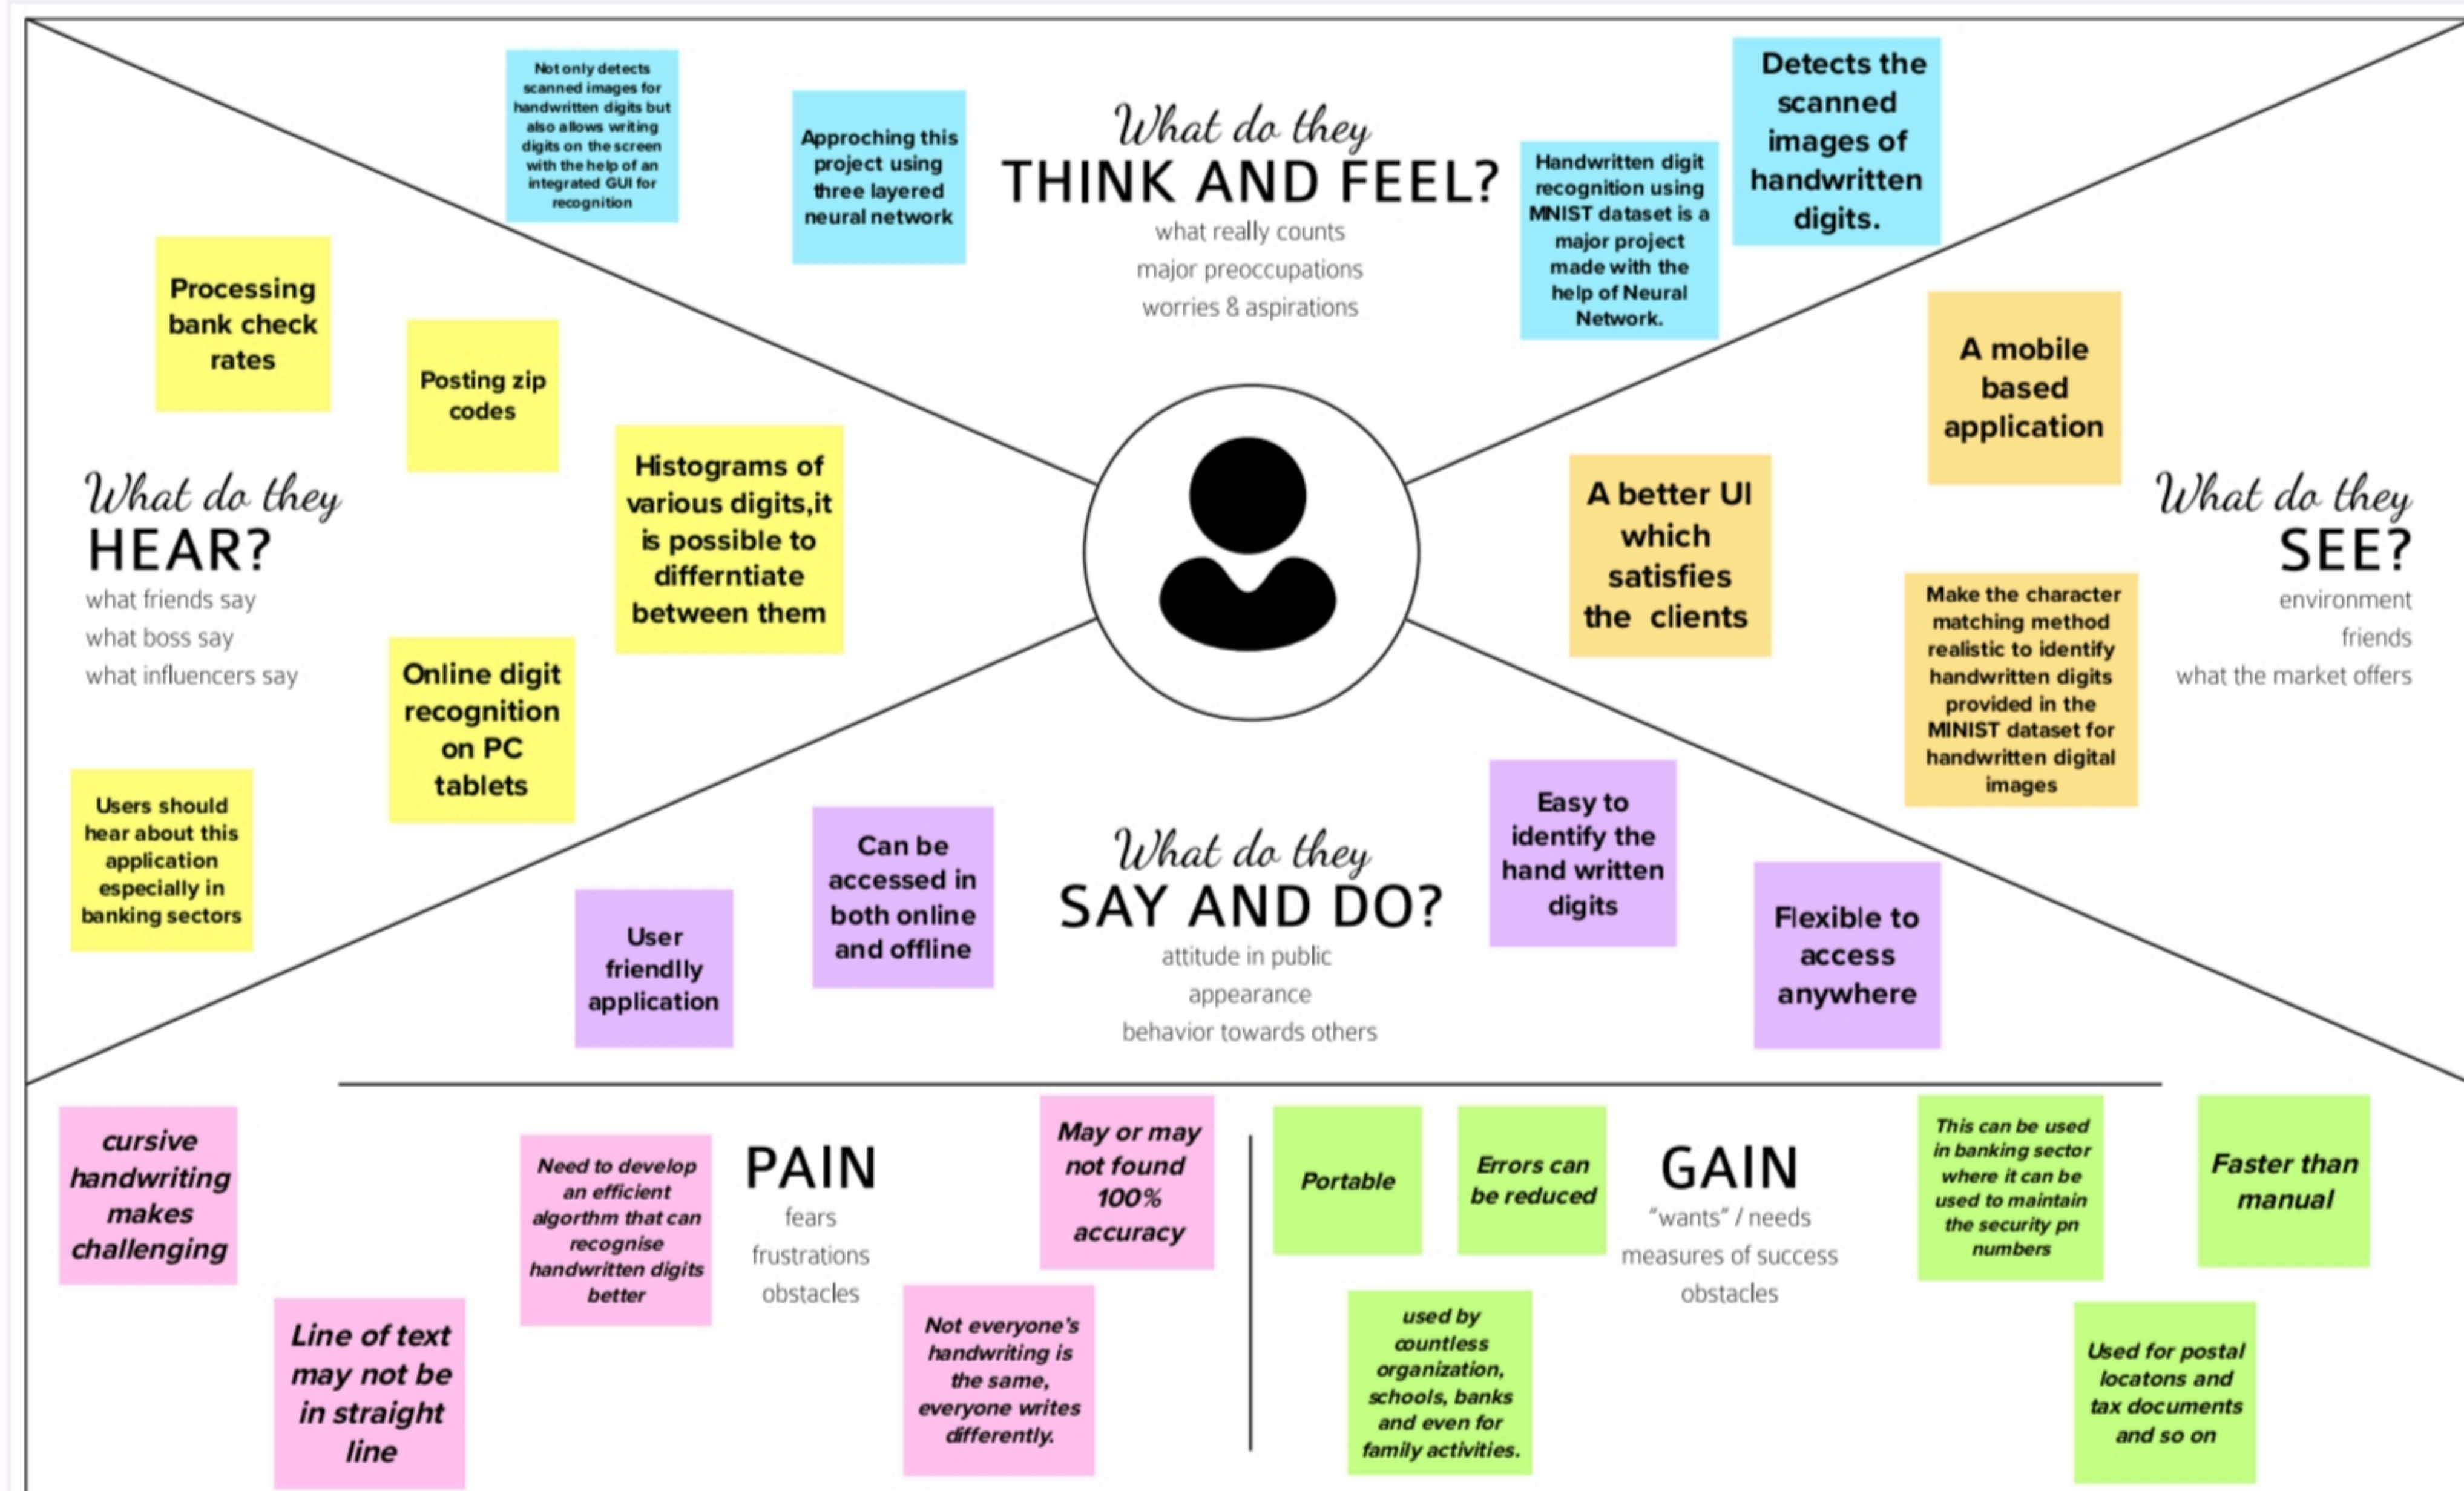 Not only detects
scanned images for
handwritten digits but
also allows writing
digits on the screen
with the help of an
integrated GUI for
recognition
Approching this
project using
three layered
neural network
What do they
THINK AND FEEL?
what really counts
major preoccupations
worries & aspirations
Handwritten digit
recognition using
MNIST dataset is a
major project
made with the
help of Neural
Network.
Detects the
scanned
images of
handwritten
digits.
Processing
bank check
rates
Posting zip
codes
Histograms of
various digits,it
is possible to
differntiate
between them
What do they
HEAR?
what friends say
what boss say
what influencers say
Online digit
recognition
on PC
tablets
Users should
hear about this
application
especially in
banking sectors
A mobile
based
application
A better UI
which
satisfies
the clients
What do they
SEE?
environment
friends
what the market offers
Make the character
matching method
realistic to identify
handwritten digits
provided in the
MINIST dataset for
handwritten digital
images
User
friendlly
application
Can be
accessed in
both online
and offline
What do they
SAY AND DO?
attitude in public
appearance
behavior towards others
Easy to
identify the
hand written
digits
Flexible to
access
anywhere
cursive
handwriting
makes
challenging
Line of text
may not be
in straight
line
Need to develop
an efficient
algorthm that can
recognise
handwritten digits
better
PAIN
fears
frustrations
obstacles
May or may
not found
100%
accuracy
Not everyone's
handwriting is
the same,
everyone writes
differently.
Portable
Errors can
be reduced
GAIN
"wants" / needs
measures of success
obstacles
used by
countless
organization,
schools, banks
and even for
family activities.
This can be used
in banking sector
where it can be
used to maintain
the security pn
numbers
Faster than
manual
Used for postal
locatons and
tax documents
and so on